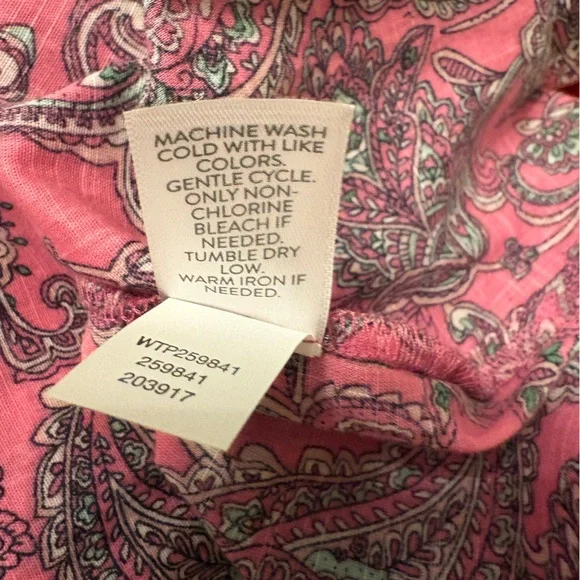 MACHINE WASH
COLD WITH LIKE
COLORS.
GENTLE CYCLE.
ONLY NON-
CHLORINE
BLEACH IF
NEEDED.
TUMBLE DRY
LOW.
WARM IRON IF
NEEDED.
WTP259841
259841
203917